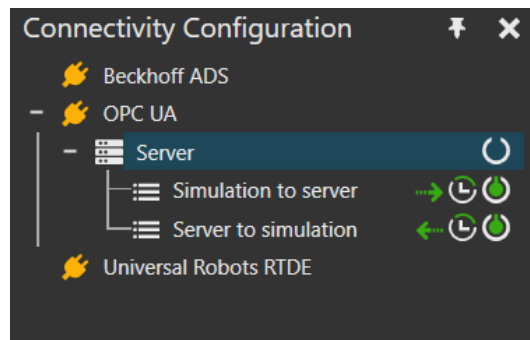 Connectivity Configuration
Beckhoff ADS
OPC UA
Server
Simulation to server
Server to simulation
Universal Robots RTDE